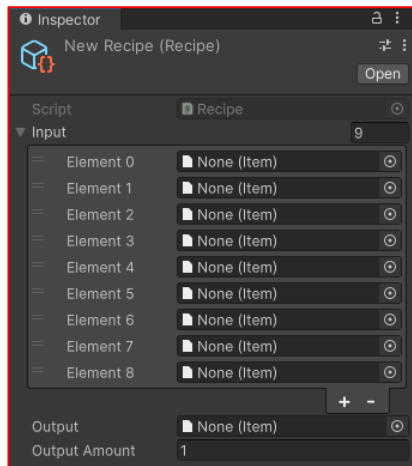 Inspector
New Recipe (Recipe)
Open
Script Recipe
Input 9
Element 0 None (Item)
Element 1 None (Item)
Element 2 None (Item)
Element 3 None (Item)
Element 4 None (Item)
Element 5 None (Item)
Element 6 None (Item)
Element 7 None (Item)
Element 8 None (Item)
+ -
Output None (Item)
Output Amount 1